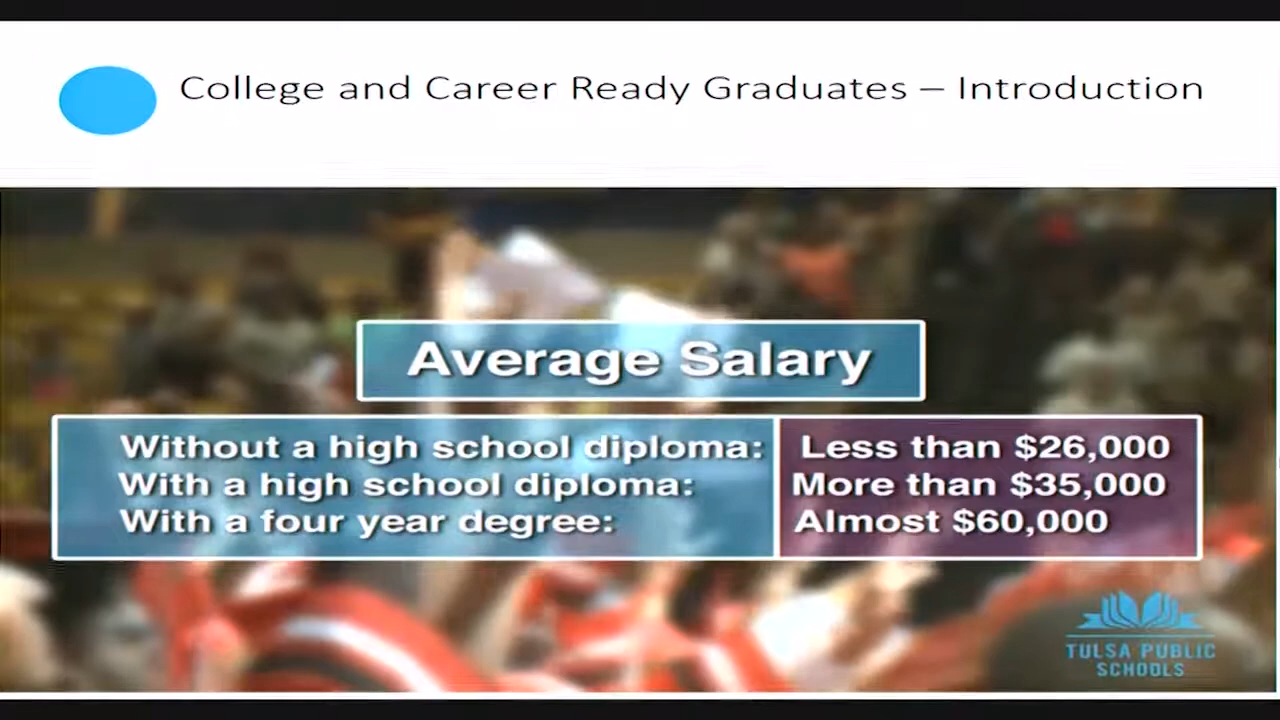 College and Career Ready Graduates – Introduction
Average Salary
Without a high school diploma: Less than $26,000
With a high school diploma: More than $35,000
With a four year degree: Almost $60,000
TULSA PUBLIC
SCHOOLS